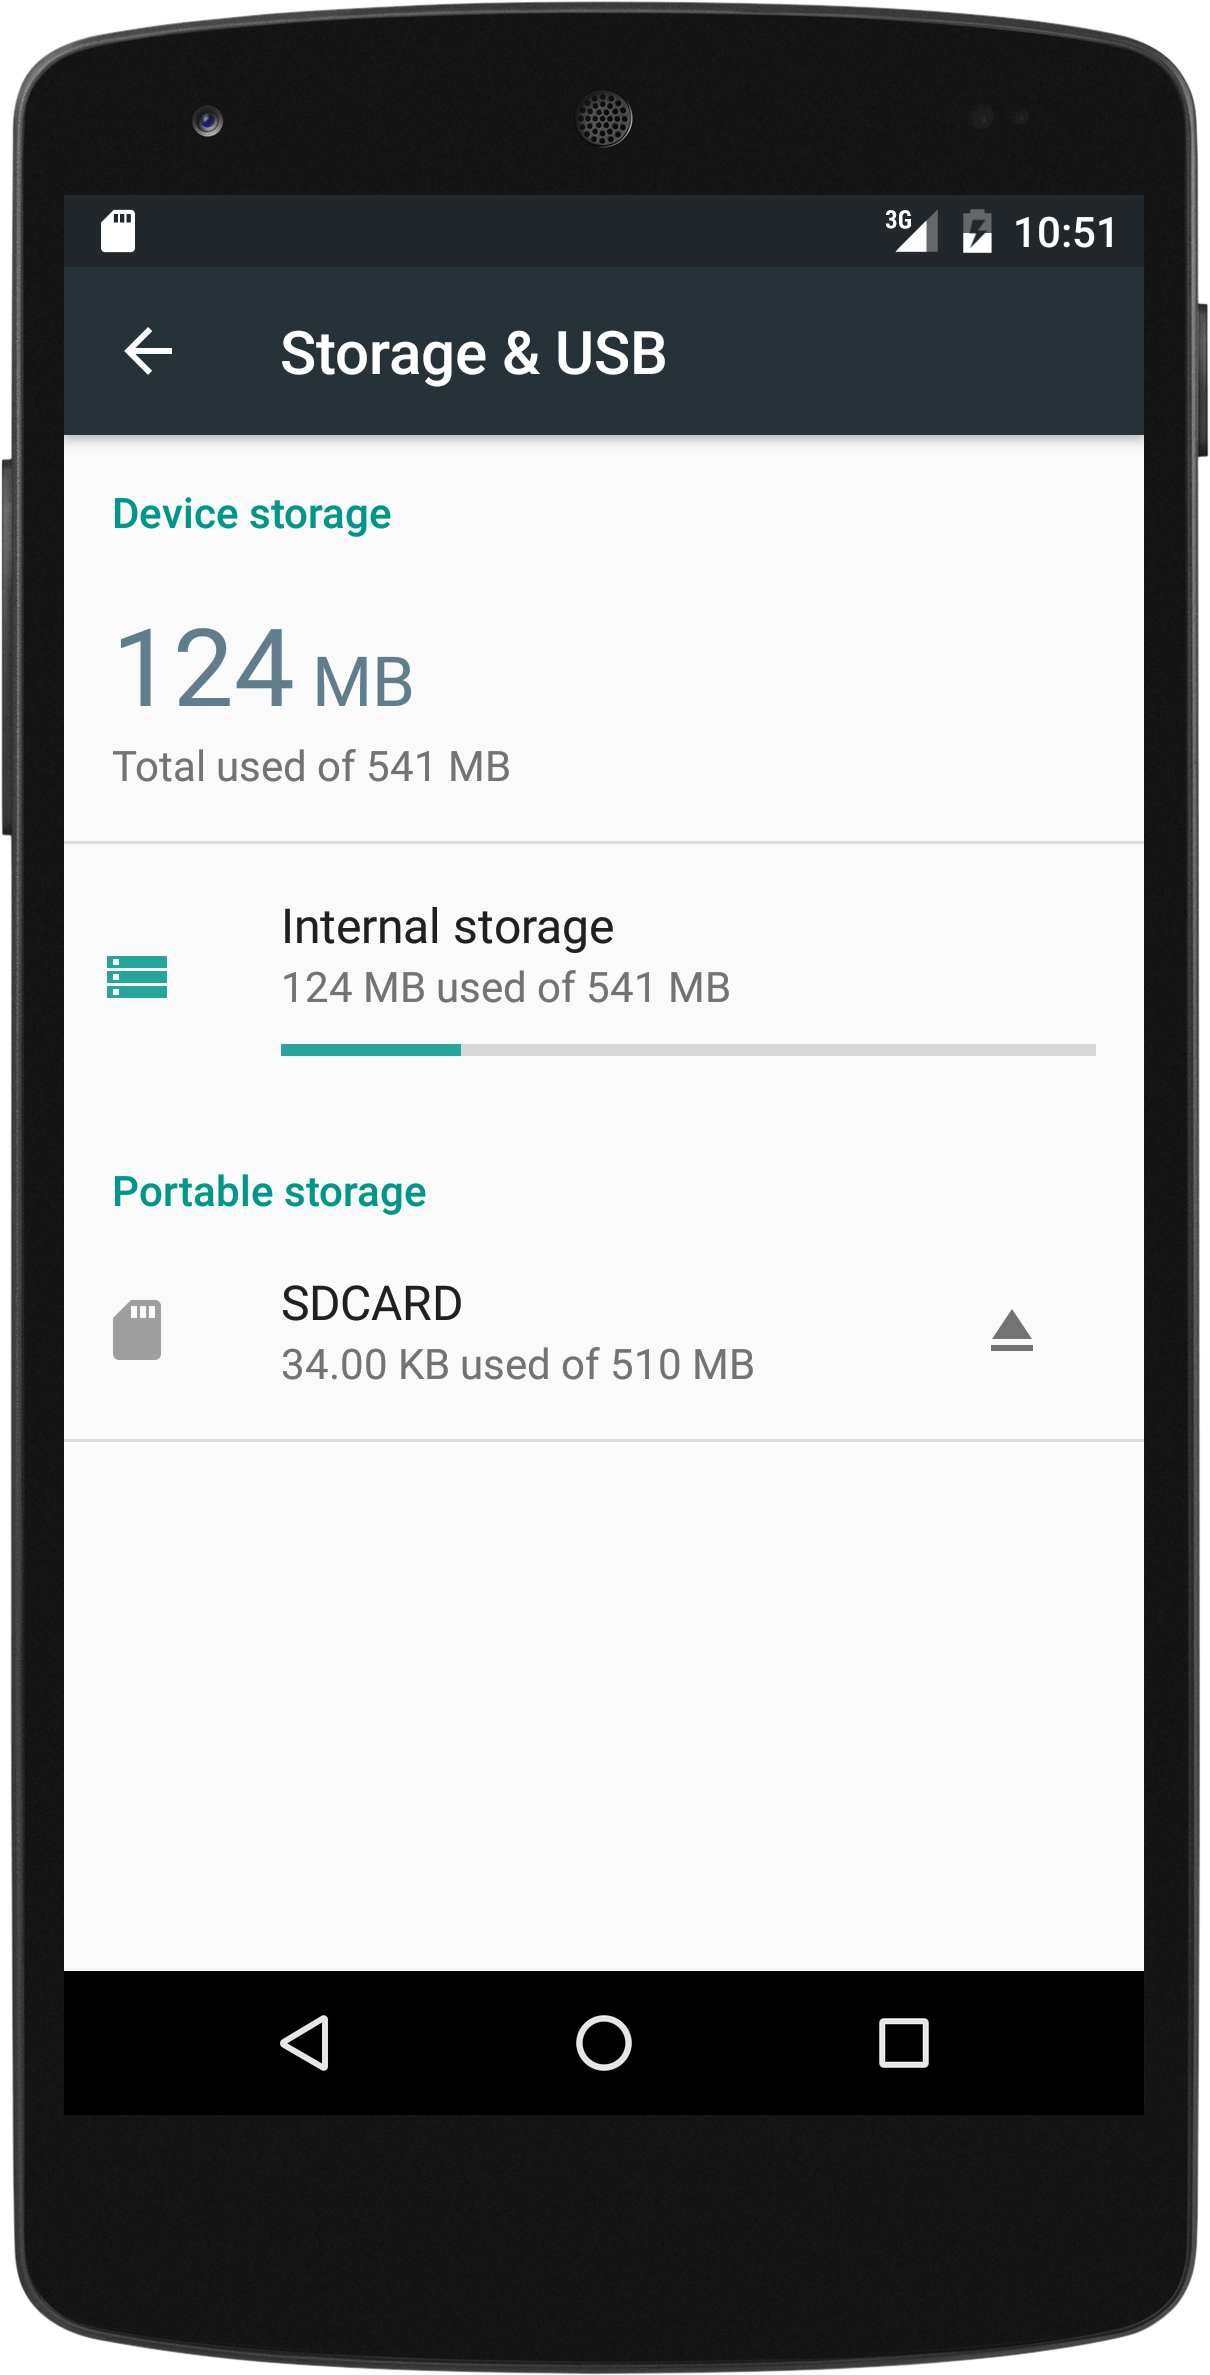 3G 10:51
Storage & USB
Device storage
124 MB
Total used of 541 MB
Internal storage
124 MB used of 541 MB
Portable storage
SDCARD
34.00 KB used of 510 MB